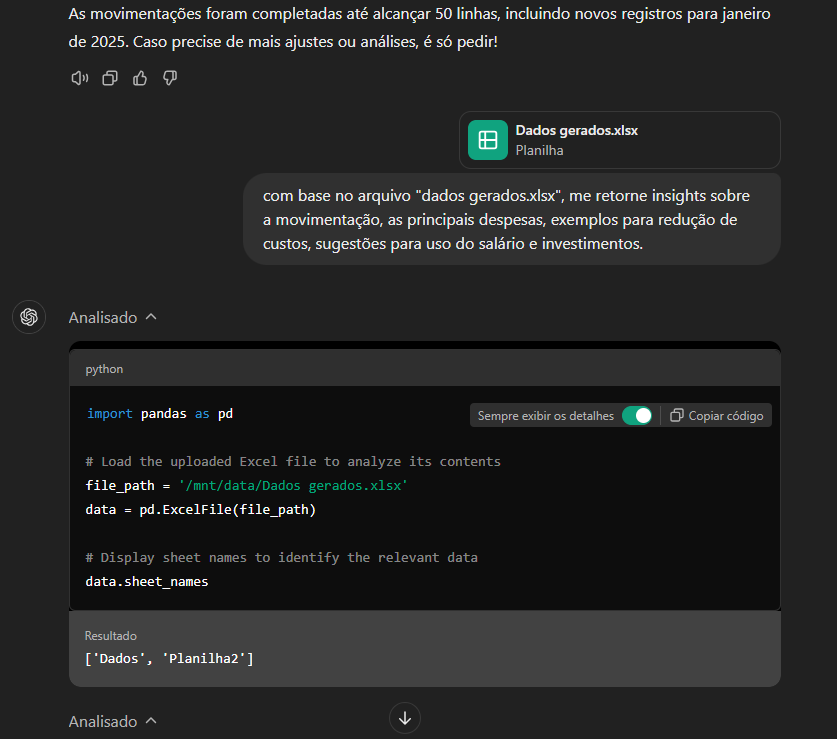 As movimentações foram completadas até alcançar 50 linhas, incluindo novos registros para janeiro
de 2025. Caso precise de mais ajustes ou análises, é só pedir!
Dados gerados.xlsx
Planilha
com base no arquivo "dados gerados.xlsx", me retorne insights sobre
a movimentação, as principais despesas, exemplos para redução de
custos, sugestões para uso do salário e investimentos.
Analisado
python
import pandas as pd
Sempre exibir os detalhes
Copiar código
# Load the uploaded Excel file to analyze its contents
file_path = '/mnt/data/Dados gerados.xlsx'
data = pd.ExcelFile(file_path)
# Display sheet names to identify the relevant data
data.sheet_names
Resultado
['Dados', 'Planilha2']
Analisado